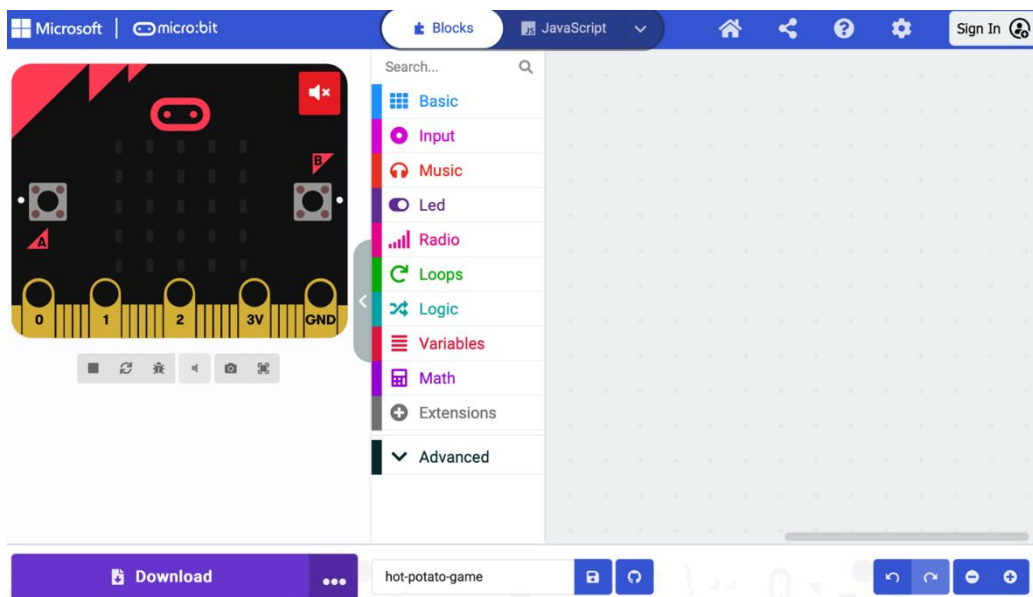 Microsoft | micro:bit
Blocks
JS JavaScript
Sign In
Search...
Basic
Input
Music
Led
Radio
Loops
Logic
Variables
Math
Extensions
Advanced
B
A
0 1 2 3V GND
Download
hot-potato-game